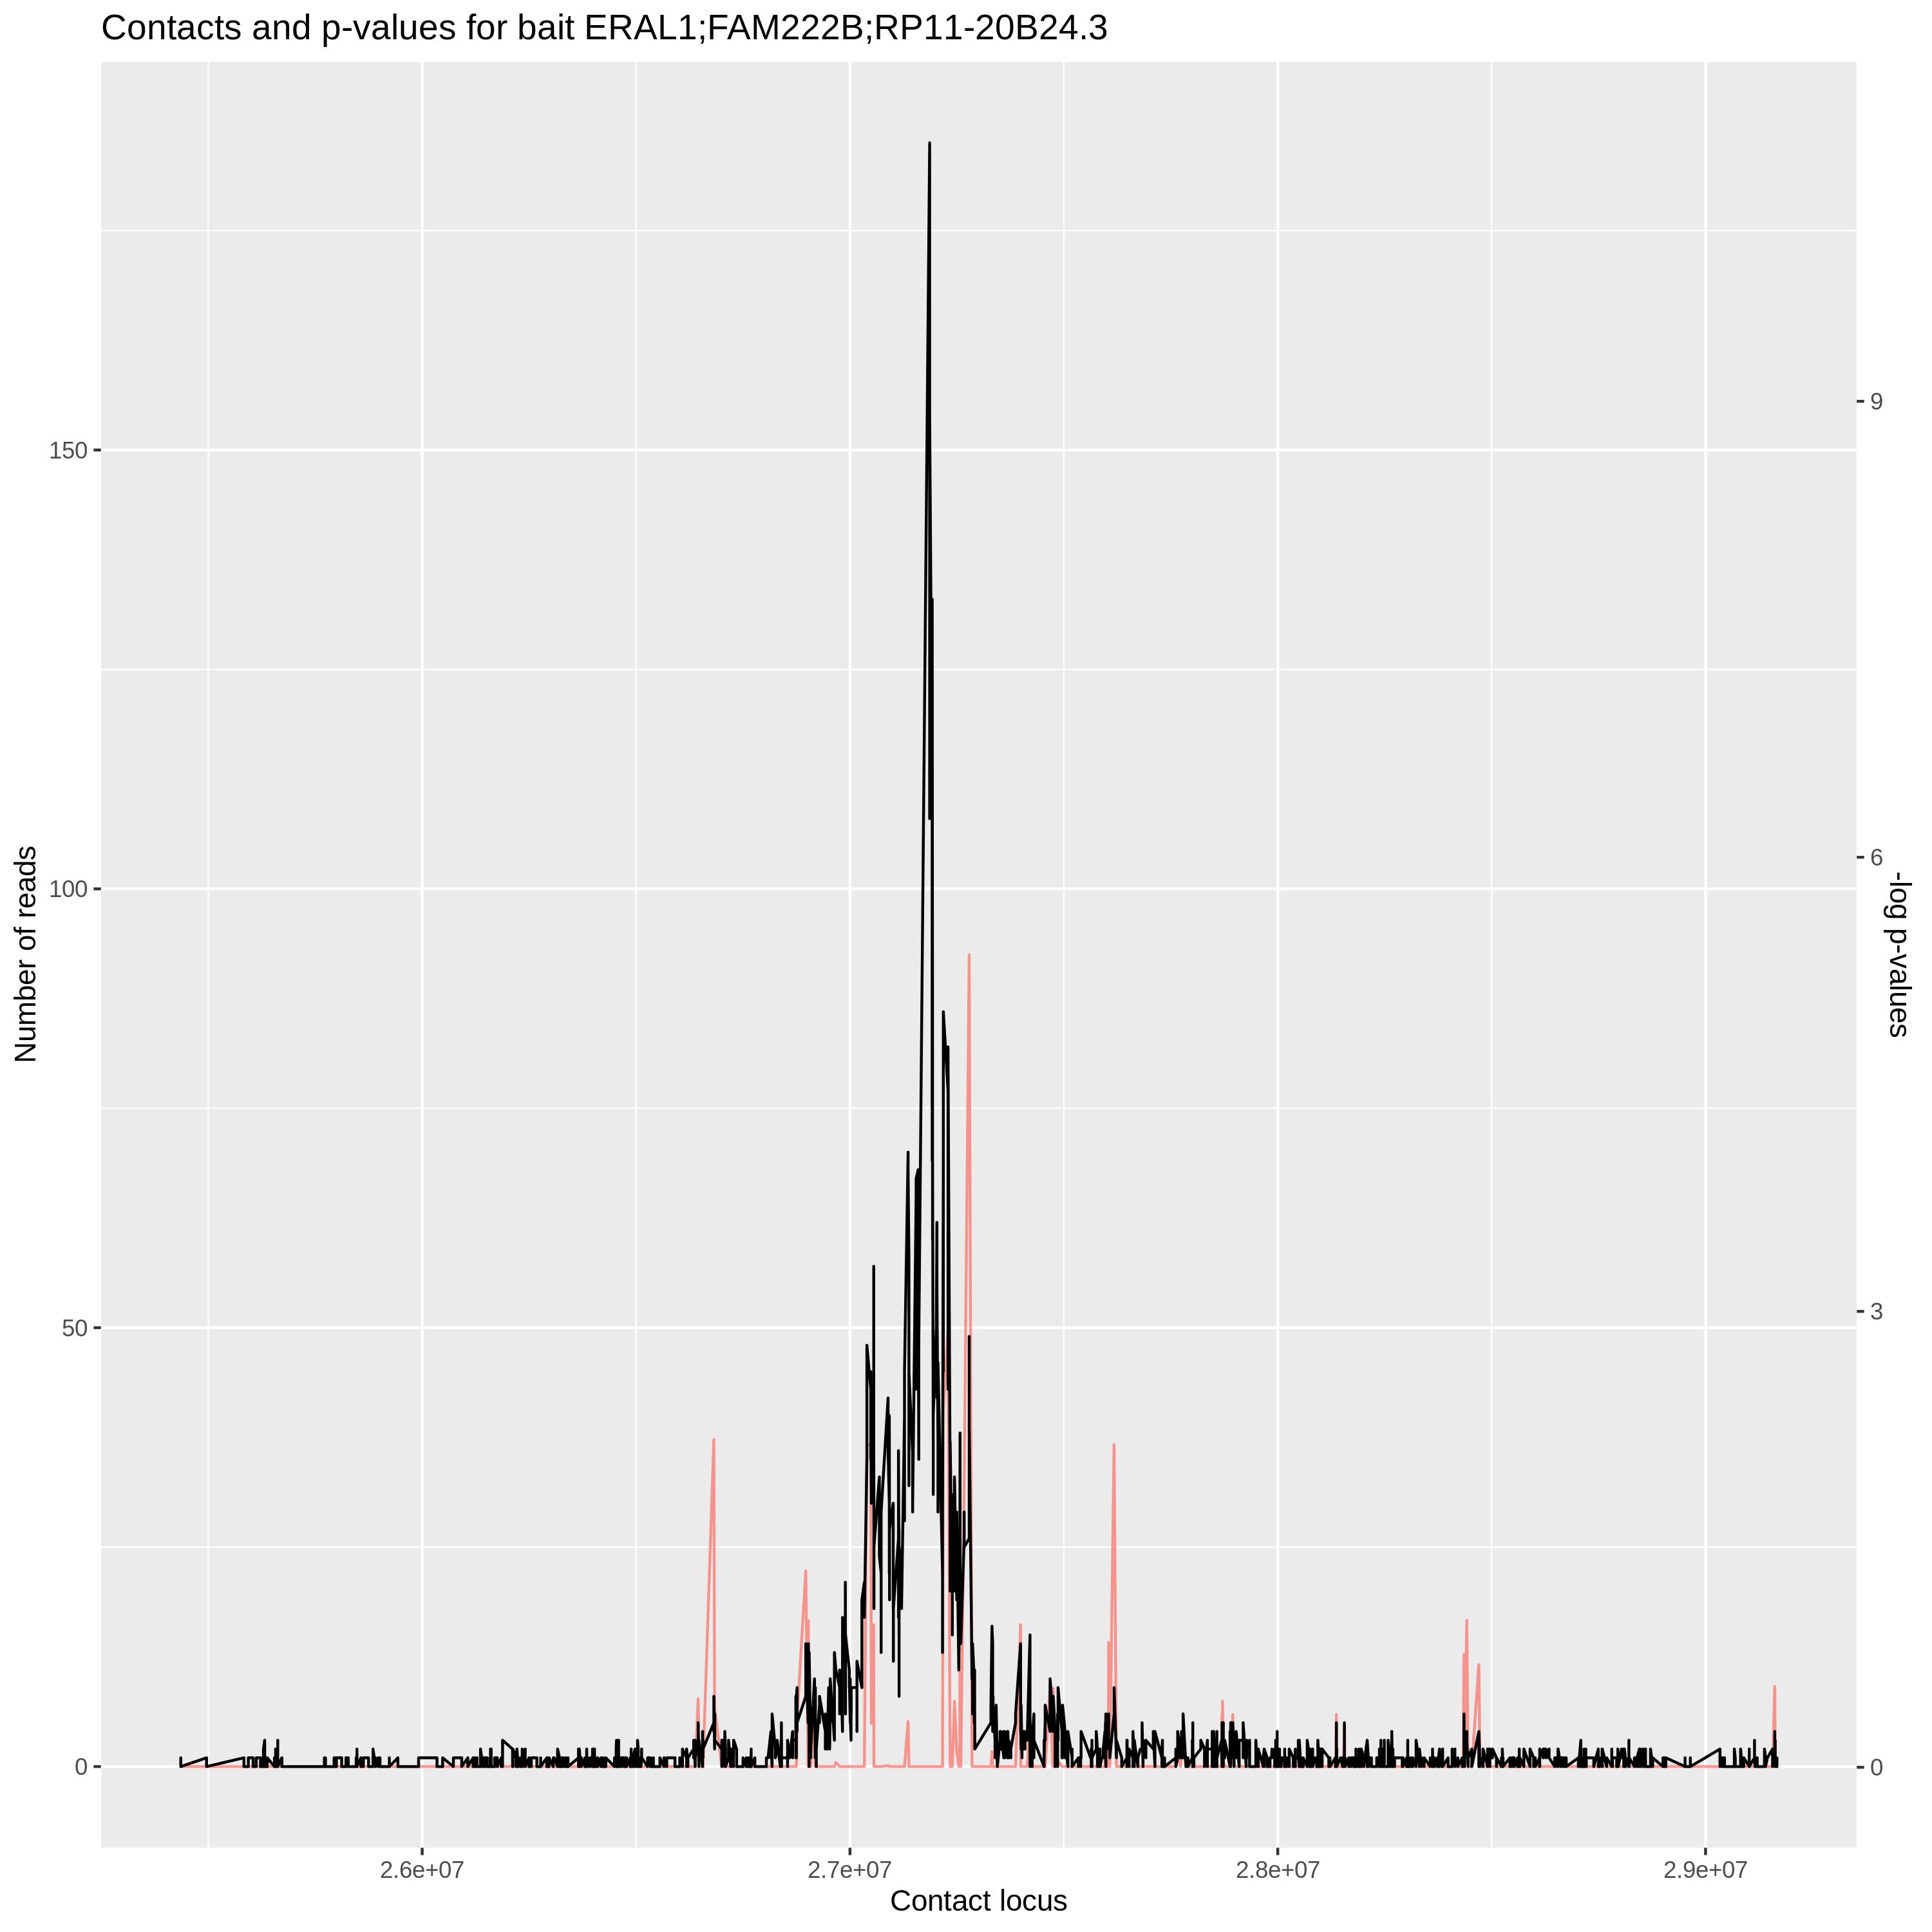 Contacts and p-values for bait ERAL1;FAM222B;RP11-20B24.3
150
100
50
0
Number of reads
9
6
3
0
-log p-values
2.6e+07
2.7e+07
2.8e+07
2.9e+07
Contact locus